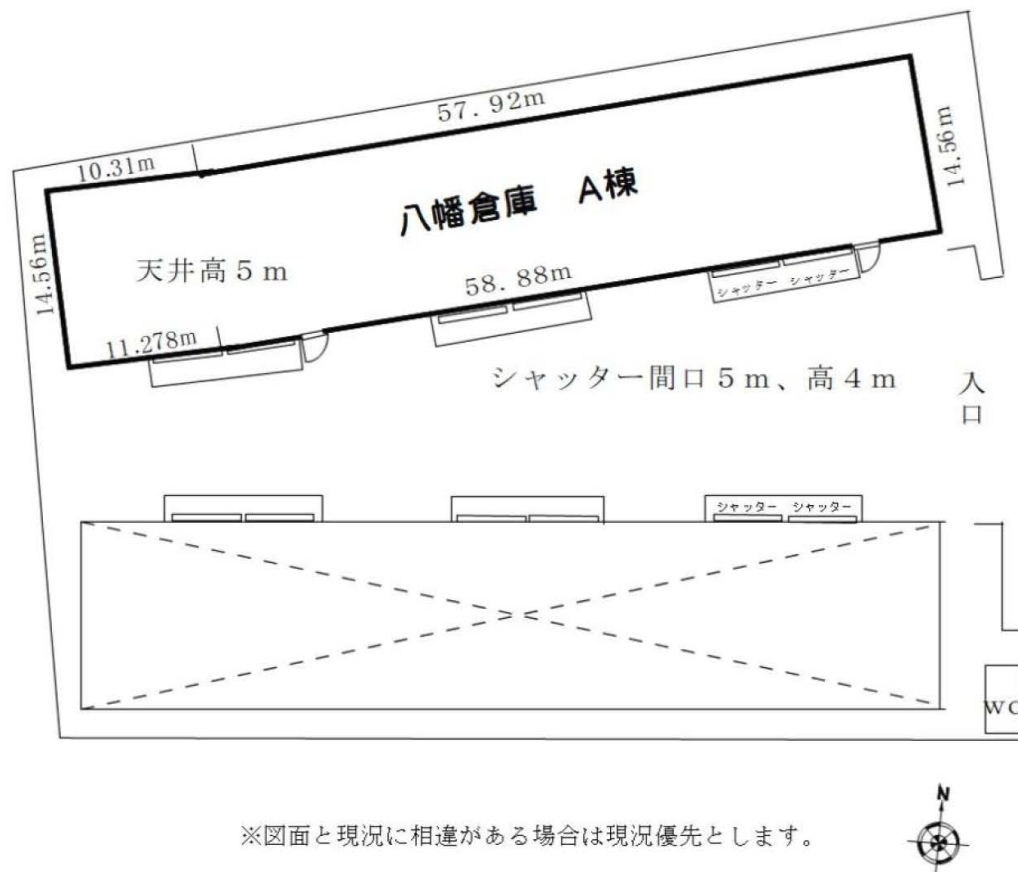 57.92m
10.31m
14.56m
八幡倉庫　A棟
14.56m
天井高5m
58.88m
シャッター シャッター
11.278m
シャッター間口5m、高4m
入口
シャッター シャッター
WC
N
※図面と現況に相違がある場合は現況優先とします。